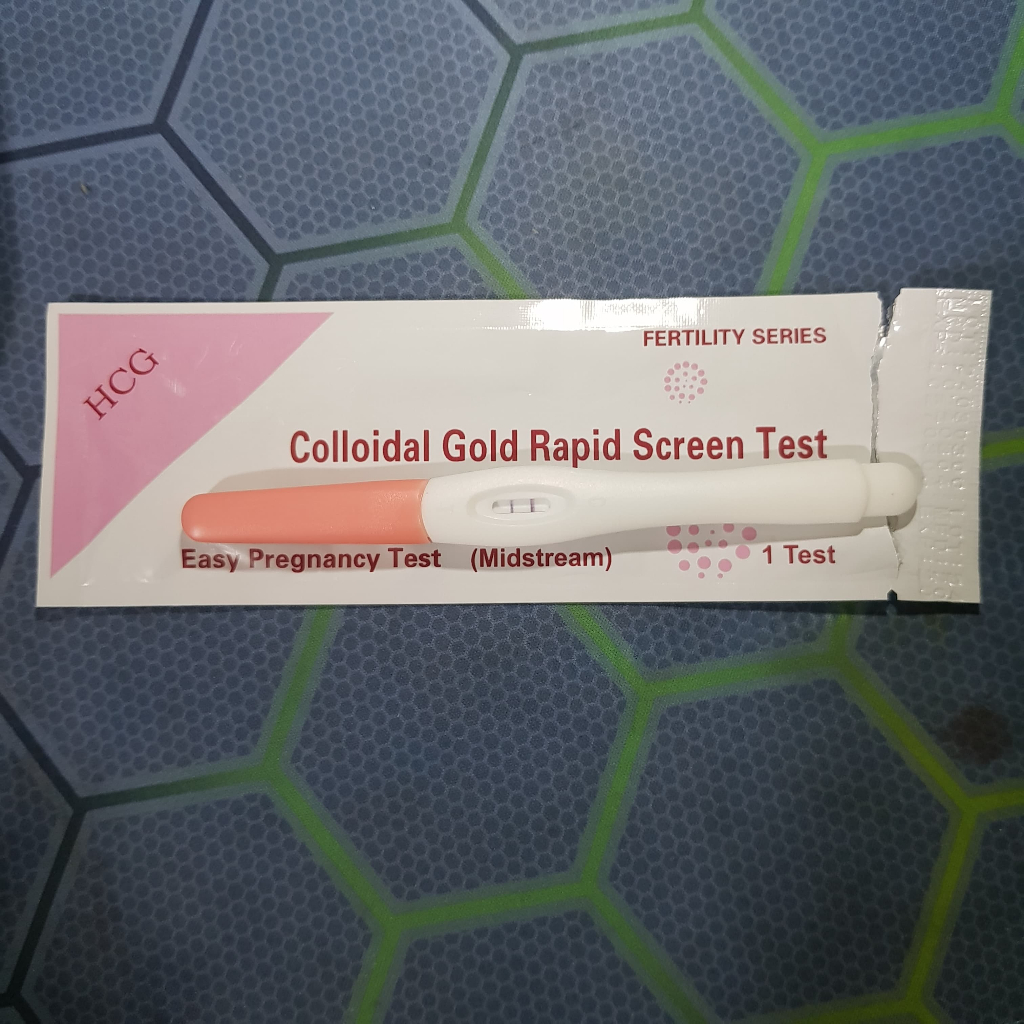 HCG
FERTILITY SERIES
Colloidal Gold Rapid Screen Test
Easy Pregnancy Test (Midstream)
1 Test